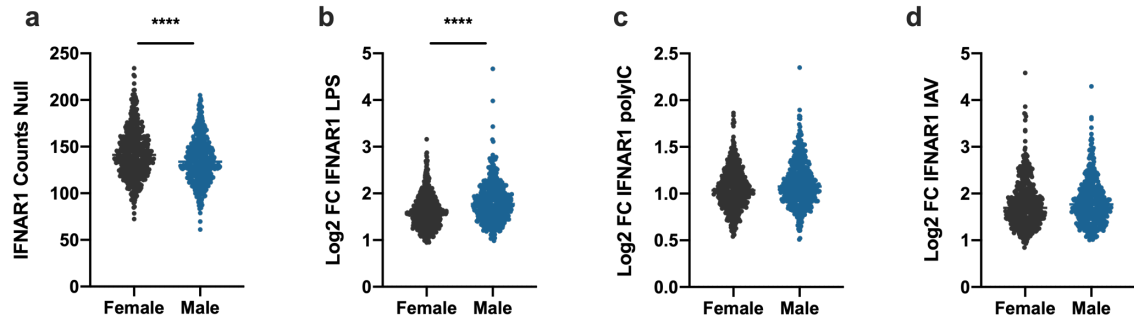 a
****
IFNAR1 Counts Null
250
200
150
100
50
0
Female Male
b
****
Log2 FC IFNAR1 LPS
5
4
3
2
1
0
Female Male
c
Log2 FC IFNAR1 polyIC
2.5
2.0
1.5
1.0
0.5
0.0
Female Male
d
Log2 FC IFNAR1 IAV
5
4
3
2
1
0
Female Male